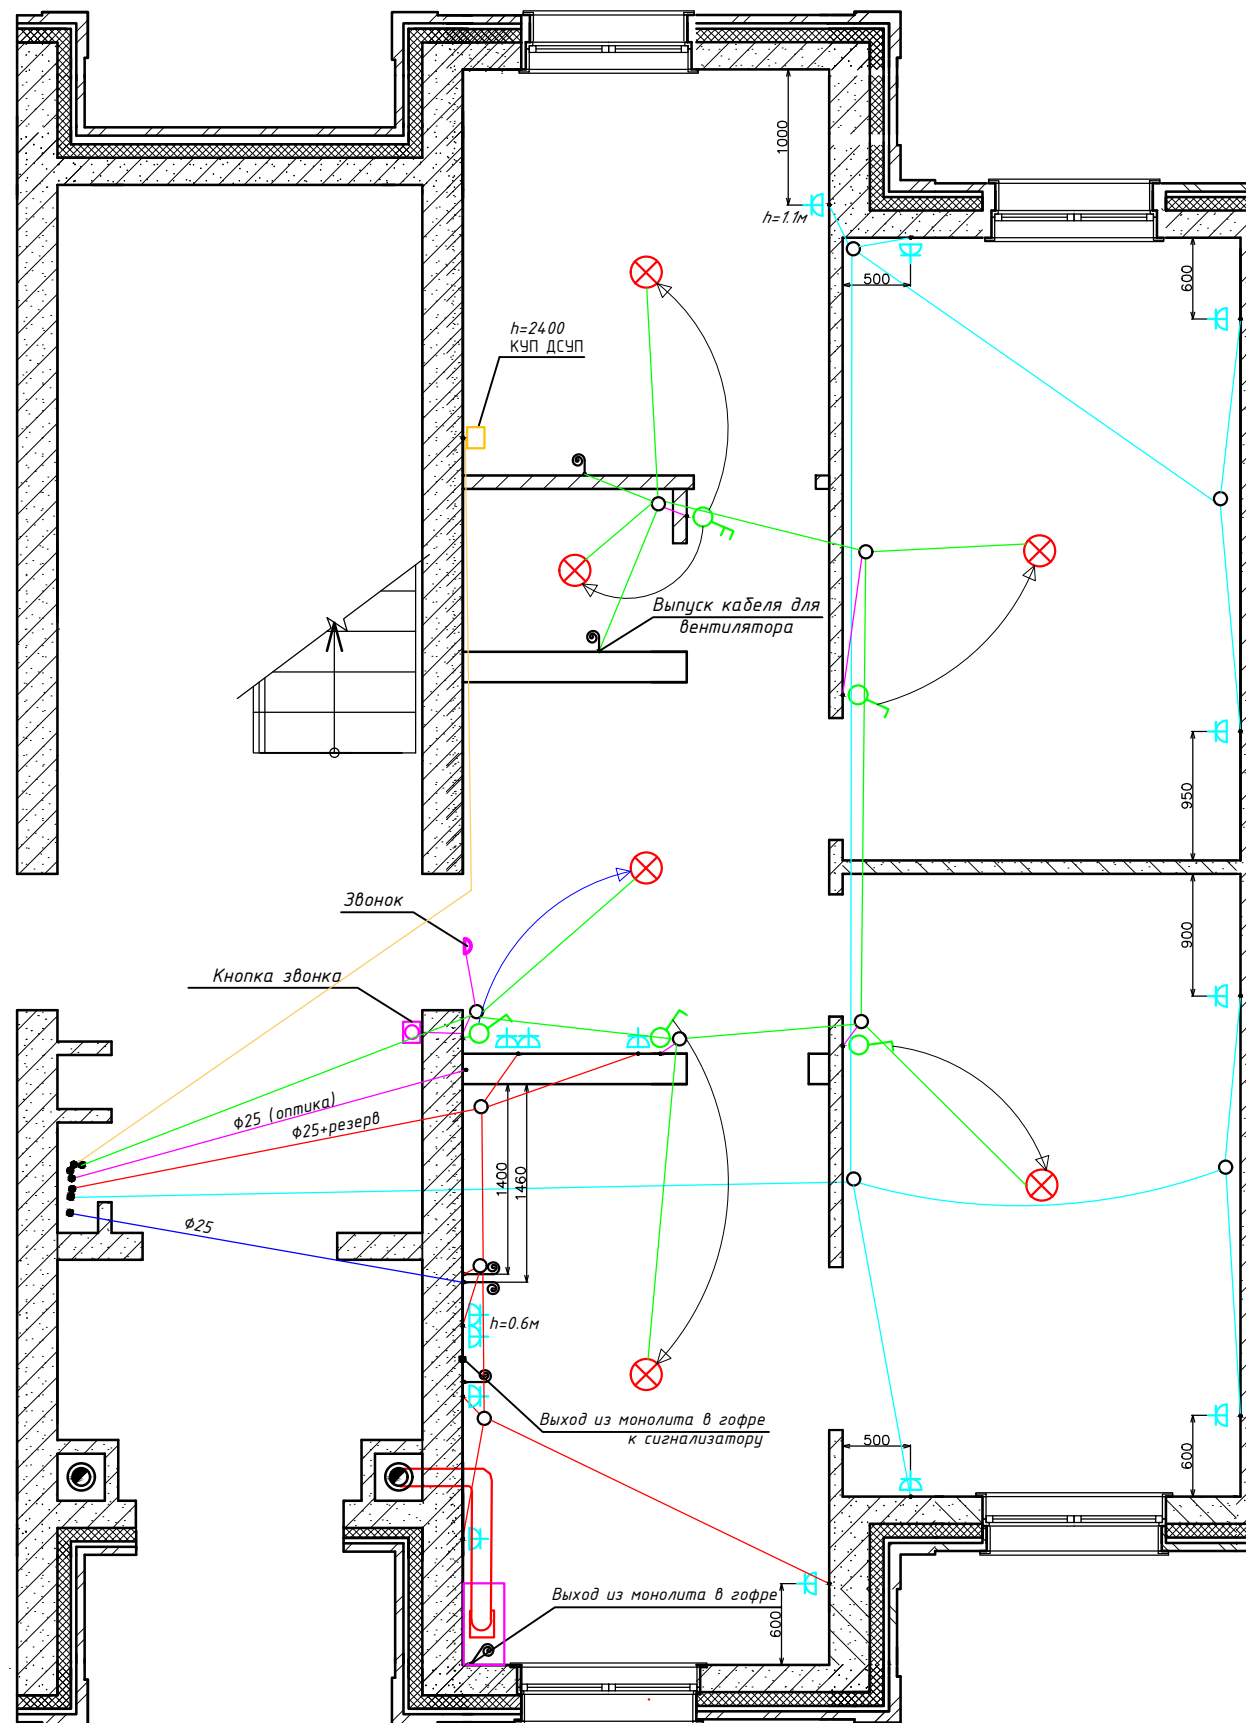 1000
h=1.1м
500
600
h=2400
КУП ДСУП
Выпуск кабеля для
вентилятора
950
Звонок
900
Кнопка звонка
Ф25 (оптика)
Ф25+резерв
1400
1460
Ф25
h=0.6м
Выход из монолита в гофре
к сигнализатору
500
600
Выход из монолита в гофре
600